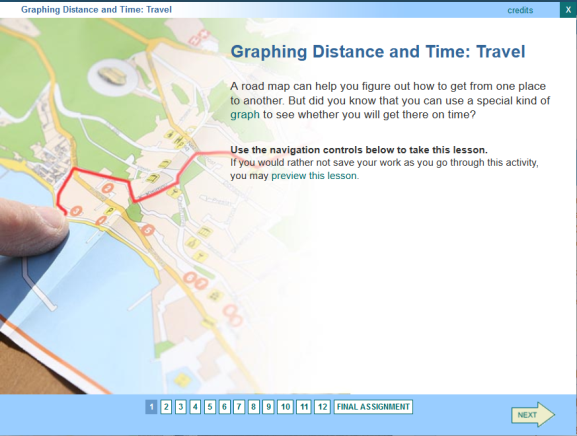 Graphing Distance and Time: Travel credits X
Graphing Distance and Time: Travel
A road map can help you figure out how to get from one place
to another. But did you know that you can use a special kind of
graph to see whether you will get there on time?
Use the navigation controls below to take this lesson.
If you would rather not save your work as you go through this activity,
you may preview this lesson.
1 2 3 4 5 6 7 8 9 10 11 12 FINAL ASSIGNMENT
NEXT